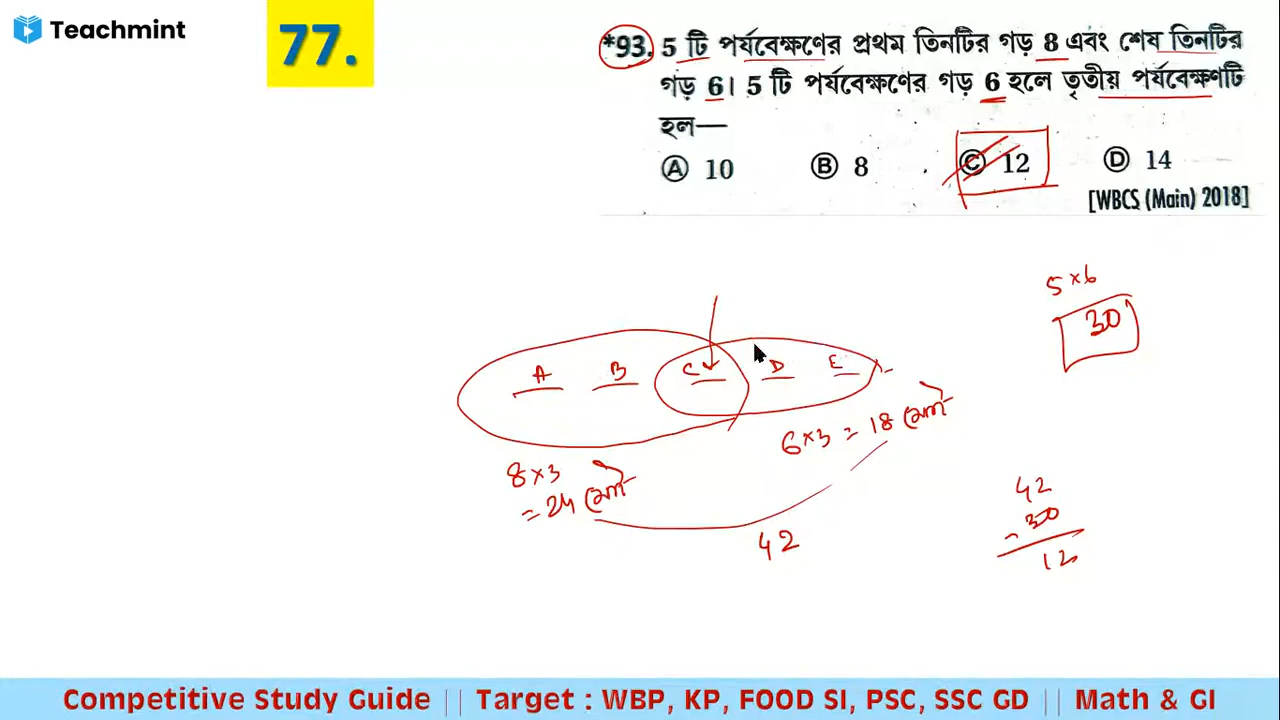 Teachmint
77.
*93. 5 টি পর্যবেক্ষণের প্রথম তিনটির গড় 8 এবং শেষ তিনটির
গড় 6। 5 টি পর্যবেক্ষণের গড় 6 হলে তৃতীয় পর্যবেক্ষণটি
হল—
A 10 B 8 C 12 D 14
[WBCS (Main) 2018]
5×6
30
A B C D E
6×3 = 18 মোট
8×3
= 24 মোট
42
42
- 30
12
Competitive Study Guide || Target : WBP, KP, FOOD SI, PSC, SSC GD || Math & GI